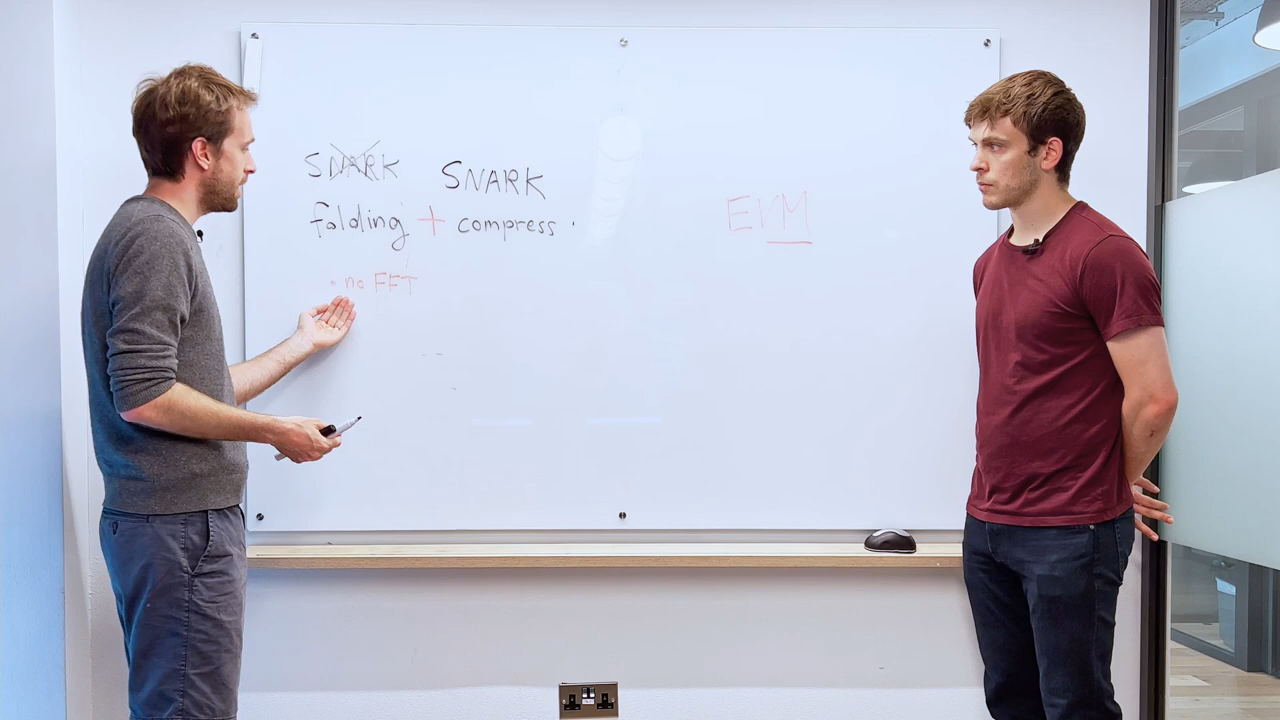 SNARK SNARK
folding + compress.
EVM
• no FFT